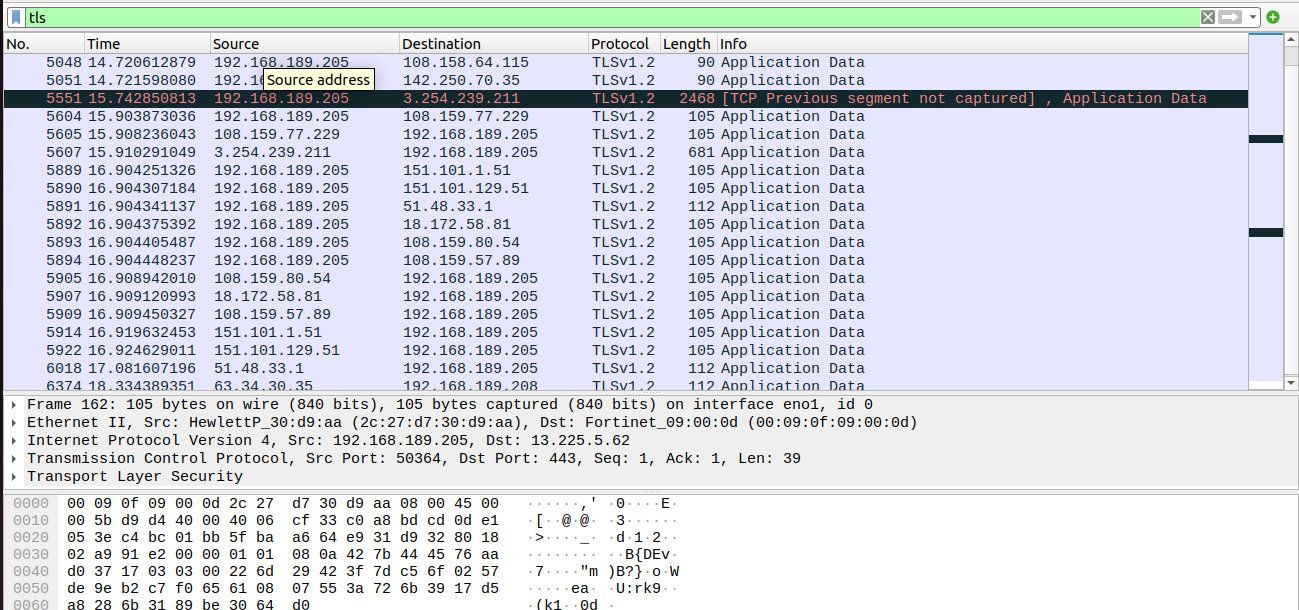 tls
No. Time Source Destination Protocol Length Info
5048 14.720612879 192.168.189.205 108.158.64.115 TLSv1.2 90 Application Data
5051 14.721598080 192.16 Source address 142.250.70.35 TLSv1.2 90 Application Data
5551 15.742850813 192.168.189.205 3.254.239.211 TLSv1.2 2468 [TCP Previous segment not captured] , Application Data
5604 15.903873036 192.168.189.205 108.159.77.229 TLSv1.2 105 Application Data
5605 15.908236043 108.159.77.229 192.168.189.205 TLSv1.2 105 Application Data
5607 15.910291049 3.254.239.211 192.168.189.205 TLSv1.2 681 Application Data
5889 16.904251326 192.168.189.205 151.101.1.51 TLSv1.2 105 Application Data
5890 16.904307184 192.168.189.205 151.101.129.51 TLSv1.2 105 Application Data
5891 16.904341137 192.168.189.205 51.48.33.1 TLSv1.2 112 Application Data
5892 16.904375392 192.168.189.205 18.172.58.81 TLSv1.2 105 Application Data
5893 16.904405487 192.168.189.205 108.159.80.54 TLSv1.2 105 Application Data
5894 16.904448237 192.168.189.205 108.159.57.89 TLSv1.2 105 Application Data
5905 16.908942010 108.159.80.54 192.168.189.205 TLSv1.2 105 Application Data
5907 16.909120993 18.172.58.81 192.168.189.205 TLSv1.2 105 Application Data
5909 16.909450327 108.159.57.89 192.168.189.205 TLSv1.2 105 Application Data
5914 16.919632453 151.101.1.51 192.168.189.205 TLSv1.2 105 Application Data
5922 16.924629011 151.101.129.51 192.168.189.205 TLSv1.2 105 Application Data
6018 17.081607196 51.48.33.1 192.168.189.205 TLSv1.2 112 Application Data
6374 18.334389351 63.34.30.35 192.168.189.208 TLSv1.2 112 Application Data
Frame 162: 105 bytes on wire (840 bits), 105 bytes captured (840 bits) on interface eno1, id 0
Ethernet II, Src: HewlettP_30:d9:aa (2c:27:d7:30:d9:aa), Dst: Fortinet_09:00:0d (00:09:0f:09:00:0d)
Internet Protocol Version 4, Src: 192.168.189.205, Dst: 13.225.5.62
Transmission Control Protocol, Src Port: 50364, Dst Port: 443, Seq: 1, Ack: 1, Len: 39
Transport Layer Security
0000 00 09 0f 09 00 0d 2c 27 d7 30 d9 aa 08 00 45 00 ······,' ·0····E·
0010 00 5b d9 d4 40 00 40 06 cf 33 c0 a8 bd cd 0d e1 ·[··@·@· ·3······
0020 05 3e c4 bc 01 bb 5f ba a6 64 e9 31 d9 32 80 18 ·>····_· ·d·1·2··
0030 02 a9 91 e2 00 00 01 01 08 0a 42 7b 44 45 76 aa ········ ··B{DEv·
0040 d0 37 17 03 03 00 22 6d 29 42 3f 7d c5 6f 02 57 ·7····"m )B?}·o·W
0050 de 9e b2 c7 f0 65 61 08 07 55 3a 72 6b 39 17 d5 ·····ea· ·U:rk9··
0060 a8 28 6b 31 89 be 30 64 d0 ·(k1··0d ·